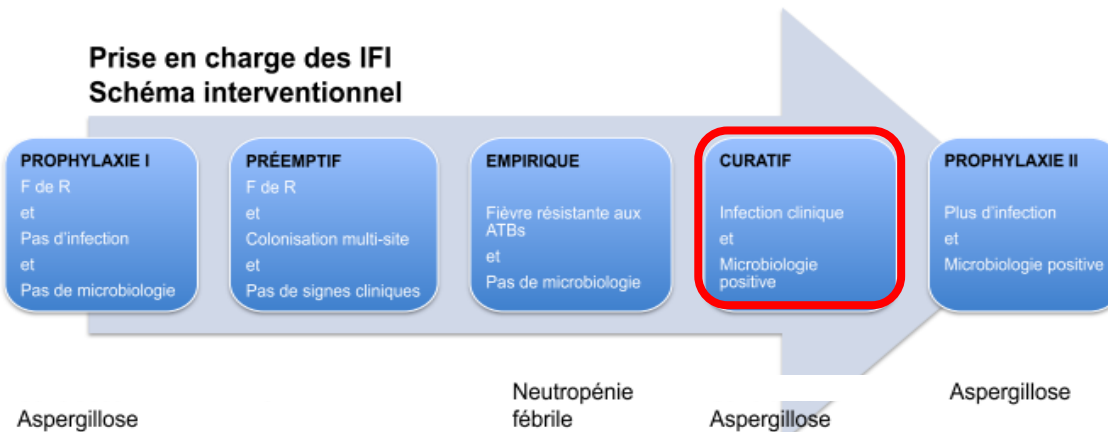 Prise en charge des IFI
Schéma interventionnel
PROPHYLAXIE I
F de R
et
Pas d'infection
et
Pas de microbiologie
PRÉEMPTIF
F de R
et
Colonisation multi-site
et
Pas de signes cliniques
EMPIRIQUE
Fièvre résistante aux
ATBs
et
Pas de microbiologie
CURATIF
Infection clinique
et
Microbiologie
positive
PROPHYLAXIE II
Plus d'infection
et
Microbiologie positive
Aspergillose
Neutropénie
fébrile
Aspergillose
Aspergillose